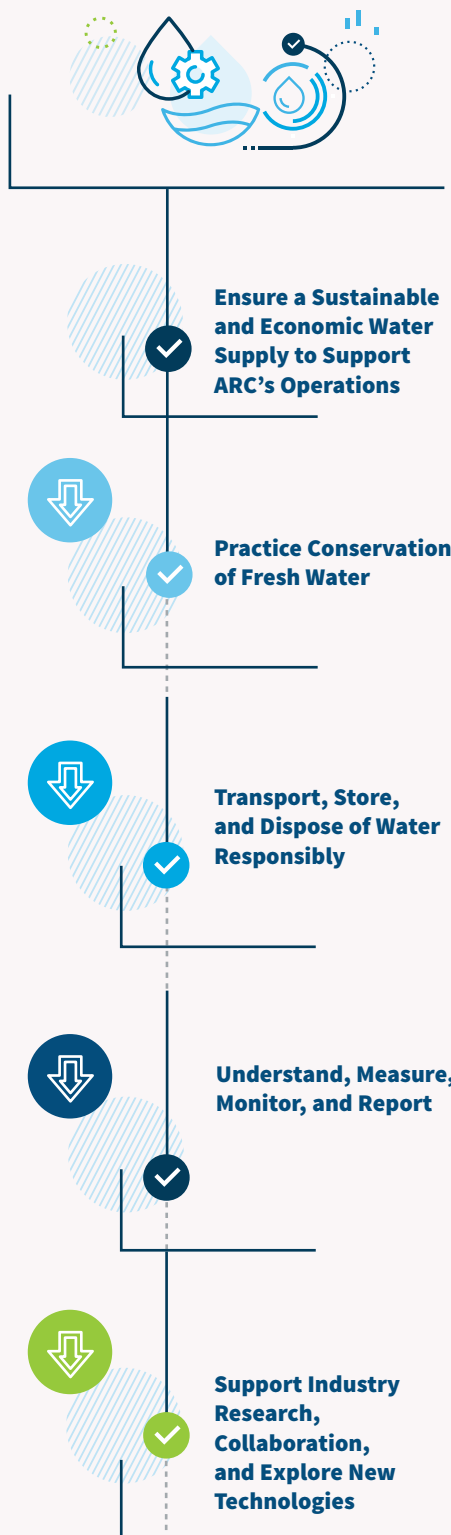 Ensure a Sustainable
and Economic Water
Supply to Support
ARC’s Operations
Practice Conservation
of Fresh Water
Transport, Store,
and Dispose of Water
Responsibly
Understand, Measure,
Monitor, and Report
Support Industry
Research,
Collaboration,
and Explore New
Technologies